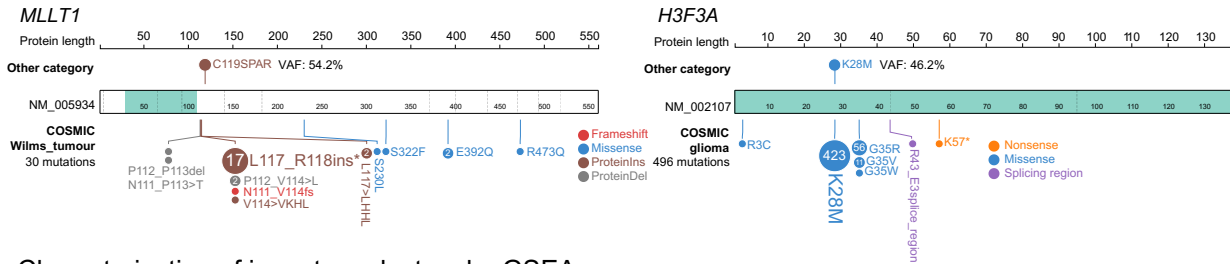 MLLT1
Protein length 50 100 150 200 250 300 350 400 450 500 550
Other category C119SPAR VAF: 54.2%
NM_005934 50 100 150 200 250 300 350 400 450 500 550
COSMIC
Wilms_tumour
30 mutations
P112_P113del
N111_P113>T
17 L117_R118ins*
2 P112_V114>L
N111_V114fs
V114>VKHL
2 L117>LHHL
S230L
S322F
2 E392Q
R473Q
Frameshift
Missense
ProteinIns
ProteinDel
H3F3A
Protein length 10 20 30 40 50 60 70 80 90 100 110 120 130
Other category K28M VAF: 46.2%
NM_002107 10 20 30 40 50 60 70 80 90 100 110 120 130
COSMIC
glioma
496 mutations
R3C
423 K28M
56 G35R
11 G35V
G35W
R43_E3splice_region
K57*
Nonsense
Missense
Splicing region